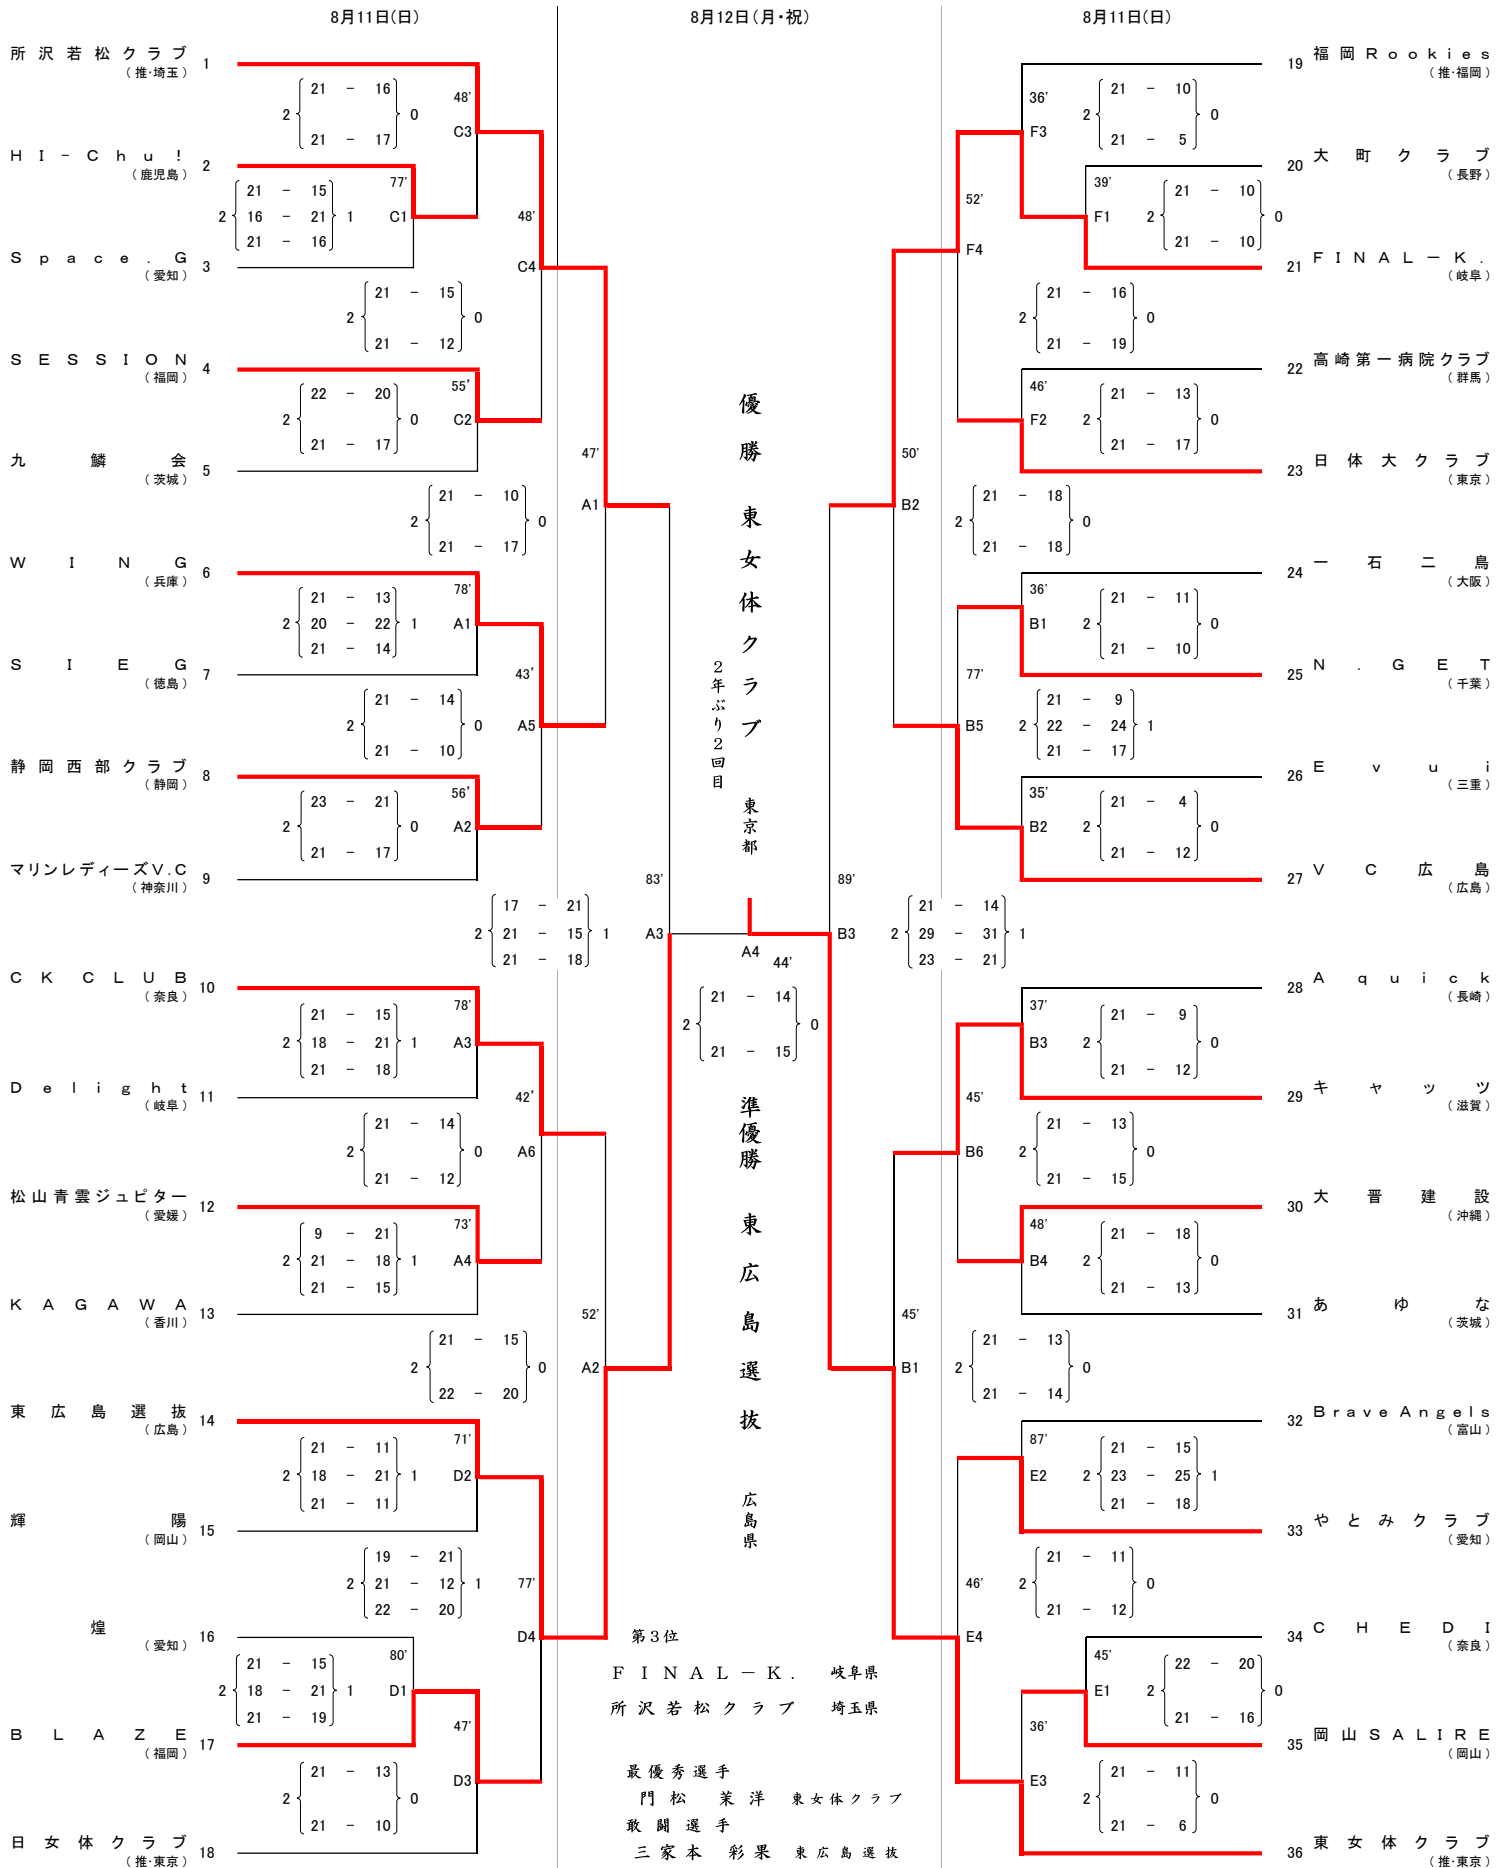 8月11日(日)
8月12日(月・祝)
8月11日(日)
所沢若松クラブ
(推・埼玉)
1
21 - 16
2 0
21 - 17
48'
C3
HI-Chu!
(鹿児島)
2
21 - 15
2 16 - 21 1
21 - 16
77'
C1
Space.G
(愛知)
3
48'
C4
21 - 15
2 0
21 - 12
SESSION
(福岡)
4
22 - 20
2 0
21 - 17
55'
C2
九鱗会
(茨城)
5
21 - 10
2 0
21 - 17
47'
A1
WING
(兵庫)
6
21 - 13
2 20 - 22 1
21 - 14
78'
A1
SIEG
(徳島)
7
21 - 14
2 0
21 - 10
43'
A5
静岡西部クラブ
(静岡)
8
23 - 21
2 0
21 - 17
56'
A2
マリンレディーズV.C
(神奈川)
9
17 - 21
2 21 - 15 1
21 - 18
83'
A3
CK CLUB
(奈良)
10
21 - 15
2 18 - 21 1
21 - 18
78'
A3
Delight
(岐阜)
11
21 - 14
2 0
21 - 12
42'
A6
松山青雲ジュピター
(愛媛)
12
9 - 21
2 21 - 18 1
21 - 15
73'
A4
KAGAWA
(香川)
13
21 - 15
2 0
22 - 20
52'
A2
東広島選抜
(広島)
14
21 - 11
2 18 - 21 1
21 - 11
71'
D2
輝陽
(岡山)
15
19 - 21
2 21 - 12 1
22 - 20
77'
D4
煌
(愛知)
16
21 - 15
2 18 - 21 1
21 - 19
80'
D1
BLAZE
(福岡)
17
21 - 13
2 0
21 - 10
47'
D3
日女体クラブ
(推・東京)
18
優勝 東女体クラブ
2年ぶり2回目
東京都
A4
44'
21 - 14
2 0
21 - 15
準優勝 東広島選抜
広島県
第3位
FINAL-K. 岐阜県
所沢若松クラブ 埼玉県
最優秀選手
門松 茉洋 東女体クラブ
敢闘選手
三家本 彩果 東広島選抜
19
福岡Rookies
(推・福岡)
36'
F3
21 - 10
2 0
21 - 5
20
大町クラブ
(長野)
39'
F1
21 - 10
2 0
21 - 10
21
FINAL-K.
(岐阜)
52'
F4
21 - 16
2 0
21 - 19
22
高崎第一病院クラブ
(群馬)
46'
F2
21 - 13
2 0
21 - 17
23
日体大クラブ
(東京)
50'
B2
21 - 18
2 0
21 - 18
24
一石二鳥
(大阪)
36'
B1
21 - 11
2 0
21 - 10
25
N.GET
(千葉)
77'
B5
21 - 9
2 22 - 24 1
21 - 17
26
Evui
(三重)
35'
B2
21 - 4
2 0
21 - 12
27
VC広島
(広島)
89'
B3
21 - 14
2 29 - 31 1
23 - 21
28
Aquick
(長崎)
37'
B3
21 - 9
2 0
21 - 12
29
キャッツ
(滋賀)
45'
B6
21 - 13
2 0
21 - 15
30
大晋建設
(沖縄)
48'
B4
21 - 18
2 0
21 - 13
31
あゆな
(茨城)
45'
B1
21 - 13
2 0
21 - 14
32
Brave Angels
(富山)
87'
E2
21 - 15
2 23 - 25 1
21 - 18
33
やとみクラブ
(愛知)
46'
E4
21 - 11
2 0
21 - 12
34
CHEDI
(奈良)
45'
E1
22 - 20
2 0
21 - 16
35
岡山SALIRE
(岡山)
36'
E3
21 - 11
2 0
21 - 6
36
東女体クラブ
(推・東京)